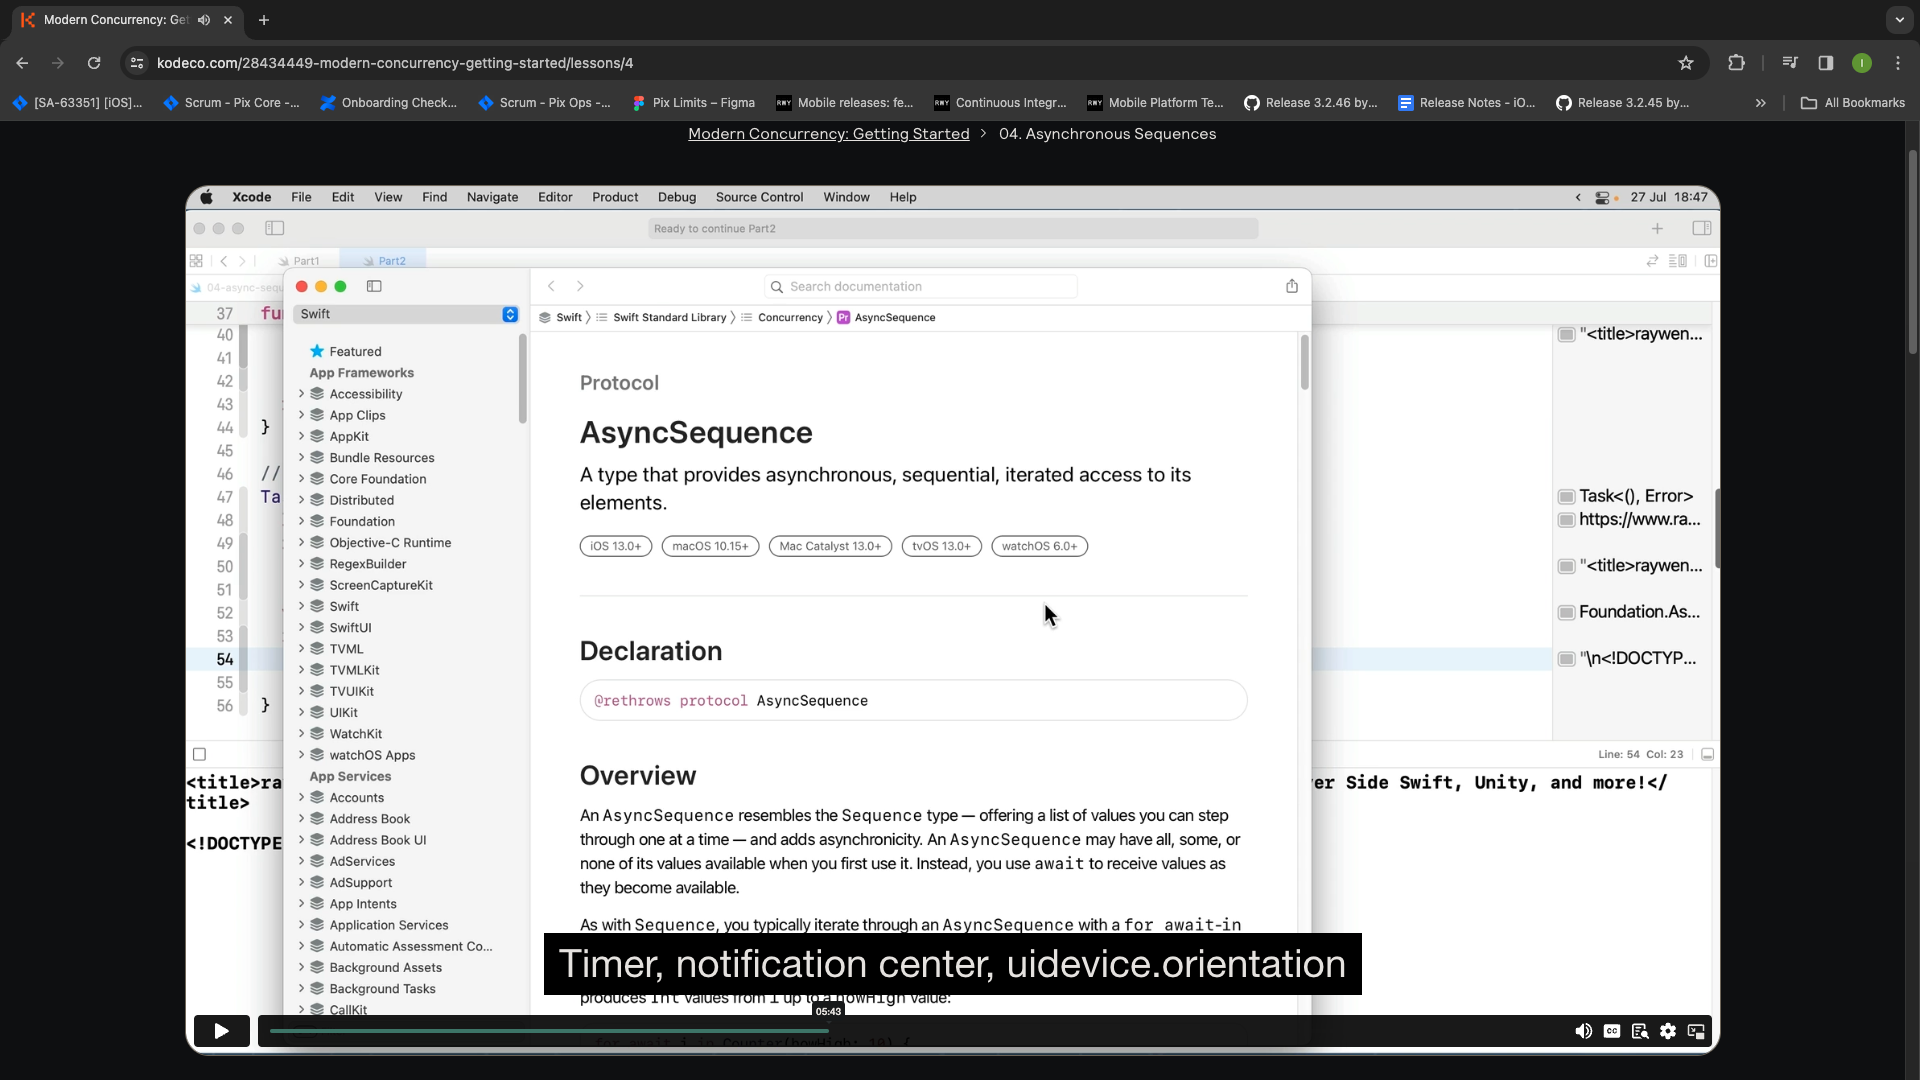 Modern Concurrency: Get
kodeco.com/28434449-modern-concurrency-getting-started/lessons/4
I
[SA-63351] [iOS]...
Scrum - Pix Core -...
Onboarding Check...
Scrum - Pix Ops -...
Pix Limits – Figma
RWY Mobile releases: fe...
RWY Continuous Integr...
RWY Mobile Platform Te...
Release 3.2.46 by...
Release Notes - iO...
Release 3.2.45 by...
»
All Bookmarks
Modern Concurrency: Getting Started > 04. Asynchronous Sequences
Xcode File Edit View Find Navigate Editor Product Debug Source Control Window Help
27 Jul 18:47
Ready to continue Part2
Part1
Part2
04-async-sequ
37 fu
40
41
42
43
44 }
45
46 //
47 Ta
48
49
50
51
52
53
54
55
56 }
Swift
Featured
App Frameworks
Accessibility
App Clips
AppKit
Bundle Resources
Core Foundation
Distributed
Foundation
Objective-C Runtime
RegexBuilder
ScreenCaptureKit
Swift
SwiftUI
TVML
TVMLKit
TVUIKit
UIKit
WatchKit
watchOS Apps
App Services
Accounts
Address Book
Address Book UI
AdServices
AdSupport
App Intents
Application Services
Automatic Assessment Co...
Background Assets
Background Tasks
CallKit
Search documentation
Swift > Swift Standard Library > Concurrency > Pr AsyncSequence
Protocol
AsyncSequence
A type that provides asynchronous, sequential, iterated access to its
elements.
iOS 13.0+ macOS 10.15+ Mac Catalyst 13.0+ tvOS 13.0+ watchOS 6.0+
Declaration
@rethrows protocol AsyncSequence
Overview
An AsyncSequence resembles the Sequence type — offering a list of values you can step
through one at a time — and adds asynchronicity. An AsyncSequence may have all, some, or
none of its values available when you first use it. Instead, you use await to receive values as
they become available.
As with Sequence, you typically iterate through an AsyncSequence with a for await-in
Timer, notification center, uidevice.orientation
produces Int values from 1 up to a howHigh value:
for await i in Counter(howHigh: 10) {
"<title>raywen...
Task<(), Error>
https://www.ra...
"<title>raywen...
Foundation.As...
"\n<!DOCTYP...
Line: 54 Col: 23
<title>ra
er Side Swift, Unity, and more!</
title>
<!DOCTYPE
05:43
CC